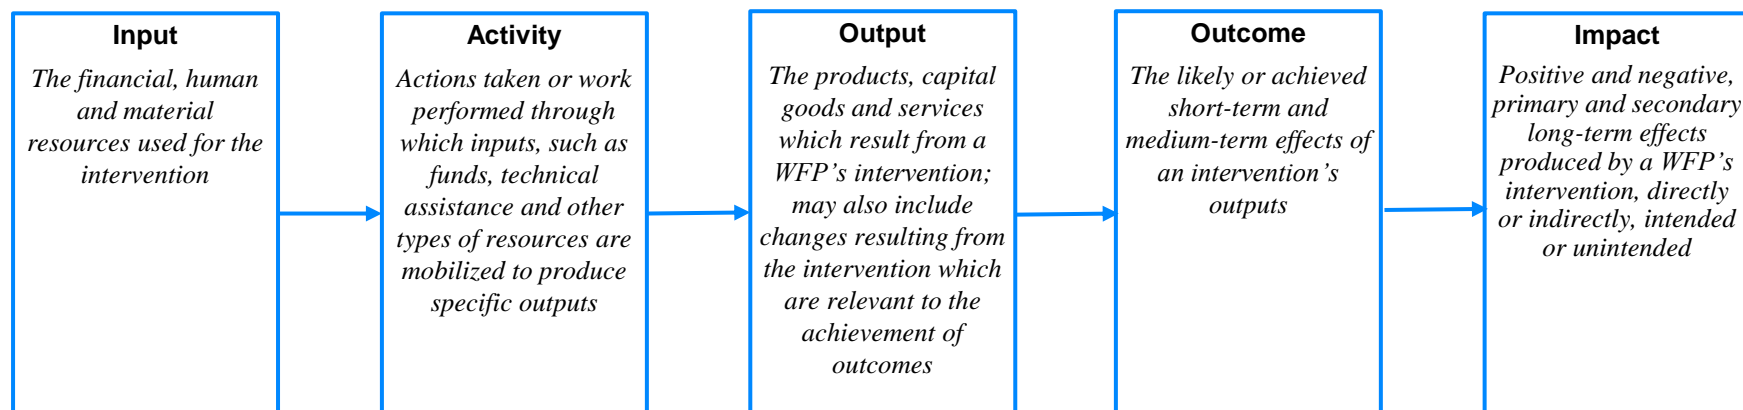 Input
The financial, human
and material
resources used for the
intervention
Activity
Actions taken or work
performed through
which inputs, such as
funds, technical
assistance and other
types of resources are
mobilized to produce
specific outputs
Output
The products, capital
goods and services
which result from a
WFP’s intervention;
may also include
changes resulting from
the intervention which
are relevant to the
achievement of
outcomes
Outcome
The likely or achieved
short-term and
medium-term effects of
an intervention’s
outputs
Impact
Positive and negative,
primary and secondary
long-term effects
produced by a WFP’s
intervention, directly
or indirectly, intended
or unintended